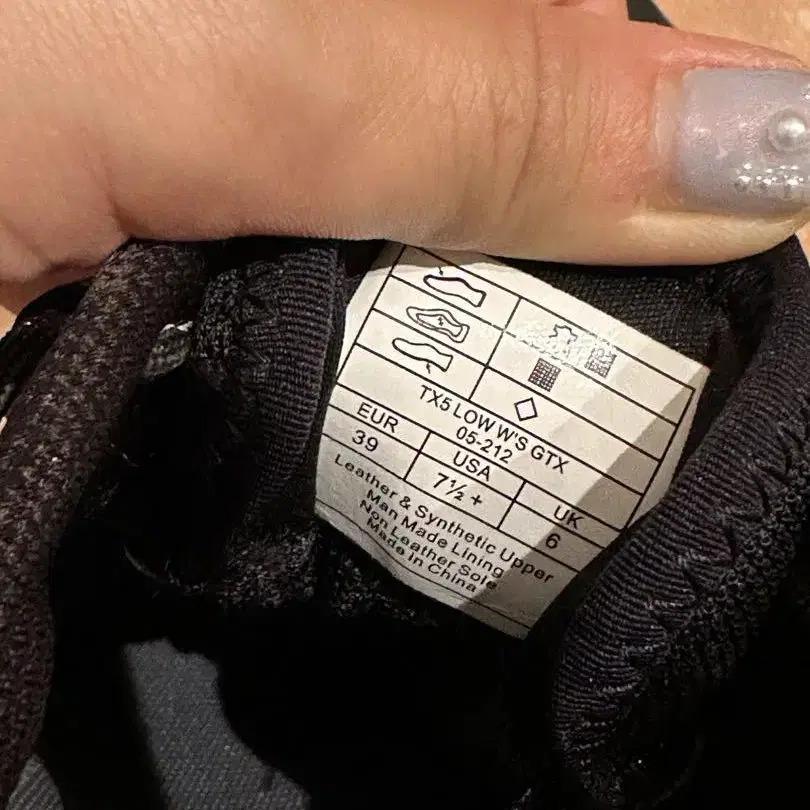 TX5 LOW W'S GTX
05-212
EUR USA UK
39 7½+ 6
Leather & Synthetic Upper
Man Made Lining
Non Leather Sole
Made in China